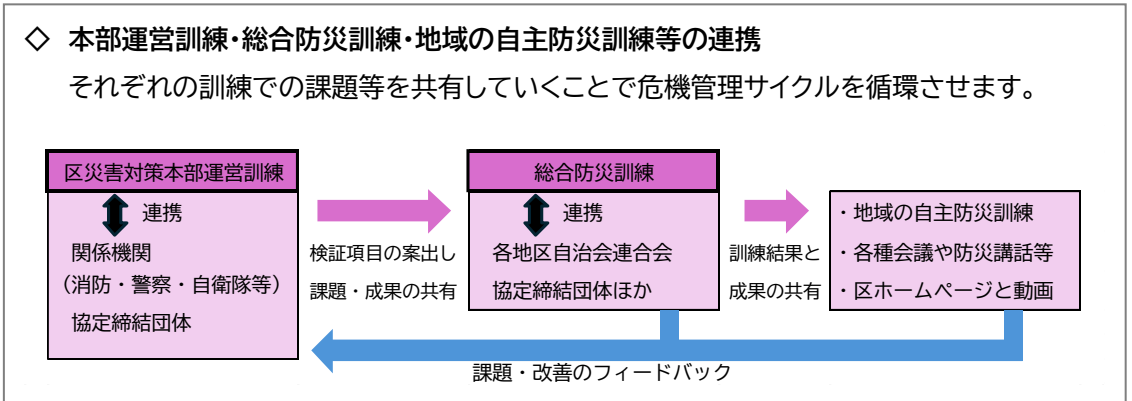 ◇ 本部運営訓練・総合防災訓練・地域の自主防災訓練等の連携
それぞれの訓練での課題等を共有していくことで危機管理サイクルを循環させます。
区災害対策本部運営訓練
連携
関係機関
（消防・警察・自衛隊等）
協定締結団体
検証項目の案出し
課題・成果の共有
総合防災訓練
連携
各地区自治会連合会
協定締結団体ほか
訓練結果と
成果の共有
・地域の自主防災訓練
・各種会議や防災講話等
・区ホームページと動画
課題・改善のフィードバック